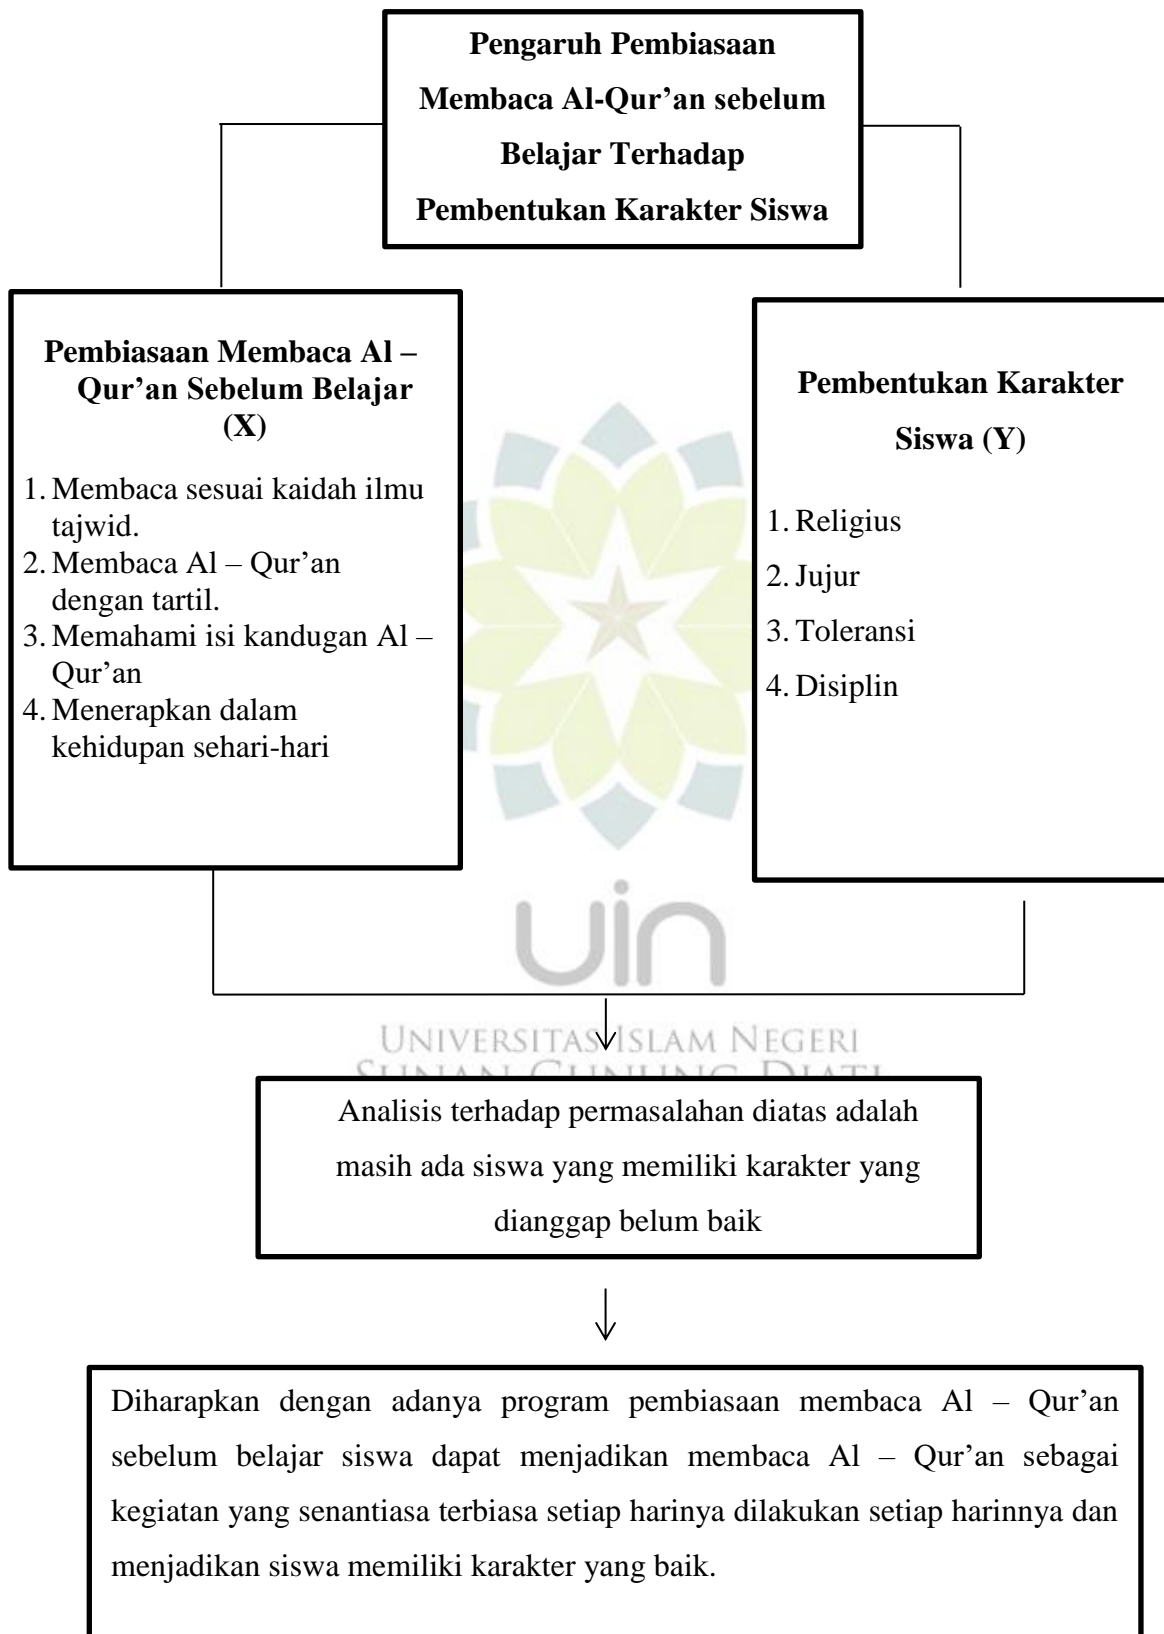 Pengaruh Pembiasaan
Membaca Al-Qur’an sebelum
Belajar Terhadap
Pembentukan Karakter Siswa
Pembiasaan Membaca Al –
Qur’an Sebelum Belajar
(X)
1. Membaca sesuai kaidah ilmu
tajwid.
2. Membaca Al – Qur’an
dengan tartil.
3. Memahami isi kandugan Al –
Qur’an
4. Menerapkan dalam
kehidupan sehari-hari
Pembentukan Karakter
Siswa (Y)
1. Religius
2. Jujur
3. Toleransi
4. Disiplin
uin
UNIVERSITAS ISLAM NEGERI
SUNAN GUNUNG DJATI
Analisis terhadap permasalahan diatas adalah
masih ada siswa yang memiliki karakter yang
dianggap belum baik
Diharapkan dengan adanya program pembiasaan membaca Al – Qur’an
sebelum belajar siswa dapat menjadikan membaca Al – Qur’an sebagai
kegiatan yang senantiasa terbiasa setiap harinya dilakukan setiap harinnya dan
menjadikan siswa memiliki karakter yang baik.